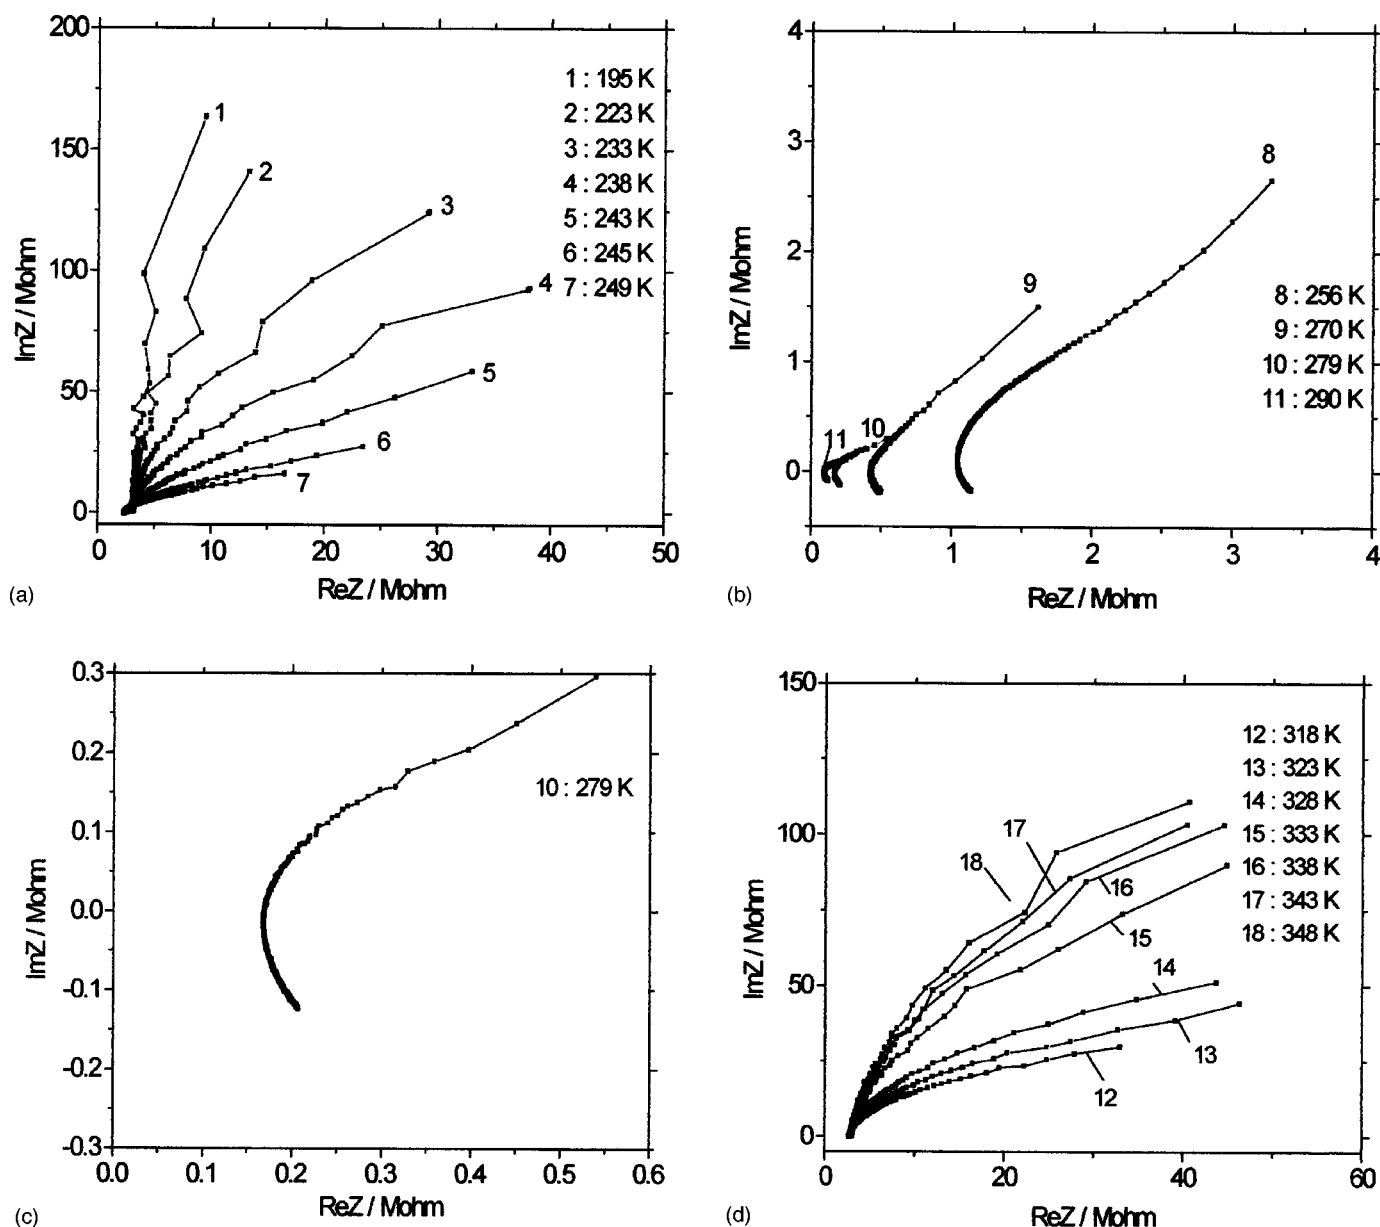 200
150
100
50
0
0 10 20 30 40 50
ImZ / Mohm
ReZ / Mohm
1
2
3
4
5
6
7
1 : 195 K
2 : 223 K
3 : 233 K
4 : 238 K
5 : 243 K
6 : 245 K
7 : 249 K
(a)
4
3
2
1
0
0 1 2 3 4
ImZ / Mohm
ReZ / Mohm
8
9
10
11
8 : 256 K
9 : 270 K
10 : 279 K
11 : 290 K
(b)
0.3
0.2
0.1
0.0
-0.1
-0.2
-0.3
0.0 0.1 0.2 0.3 0.4 0.5 0.6
ImZ / Mohm
ReZ / Mohm
10 : 279 K
(c)
150
100
50
0
0 20 40 60
ImZ / Mohm
ReZ / Mohm
17
18
16
15
14
13
12
12 : 318 K
13 : 323 K
14 : 328 K
15 : 333 K
16 : 338 K
17 : 343 K
18 : 348 K
(d)